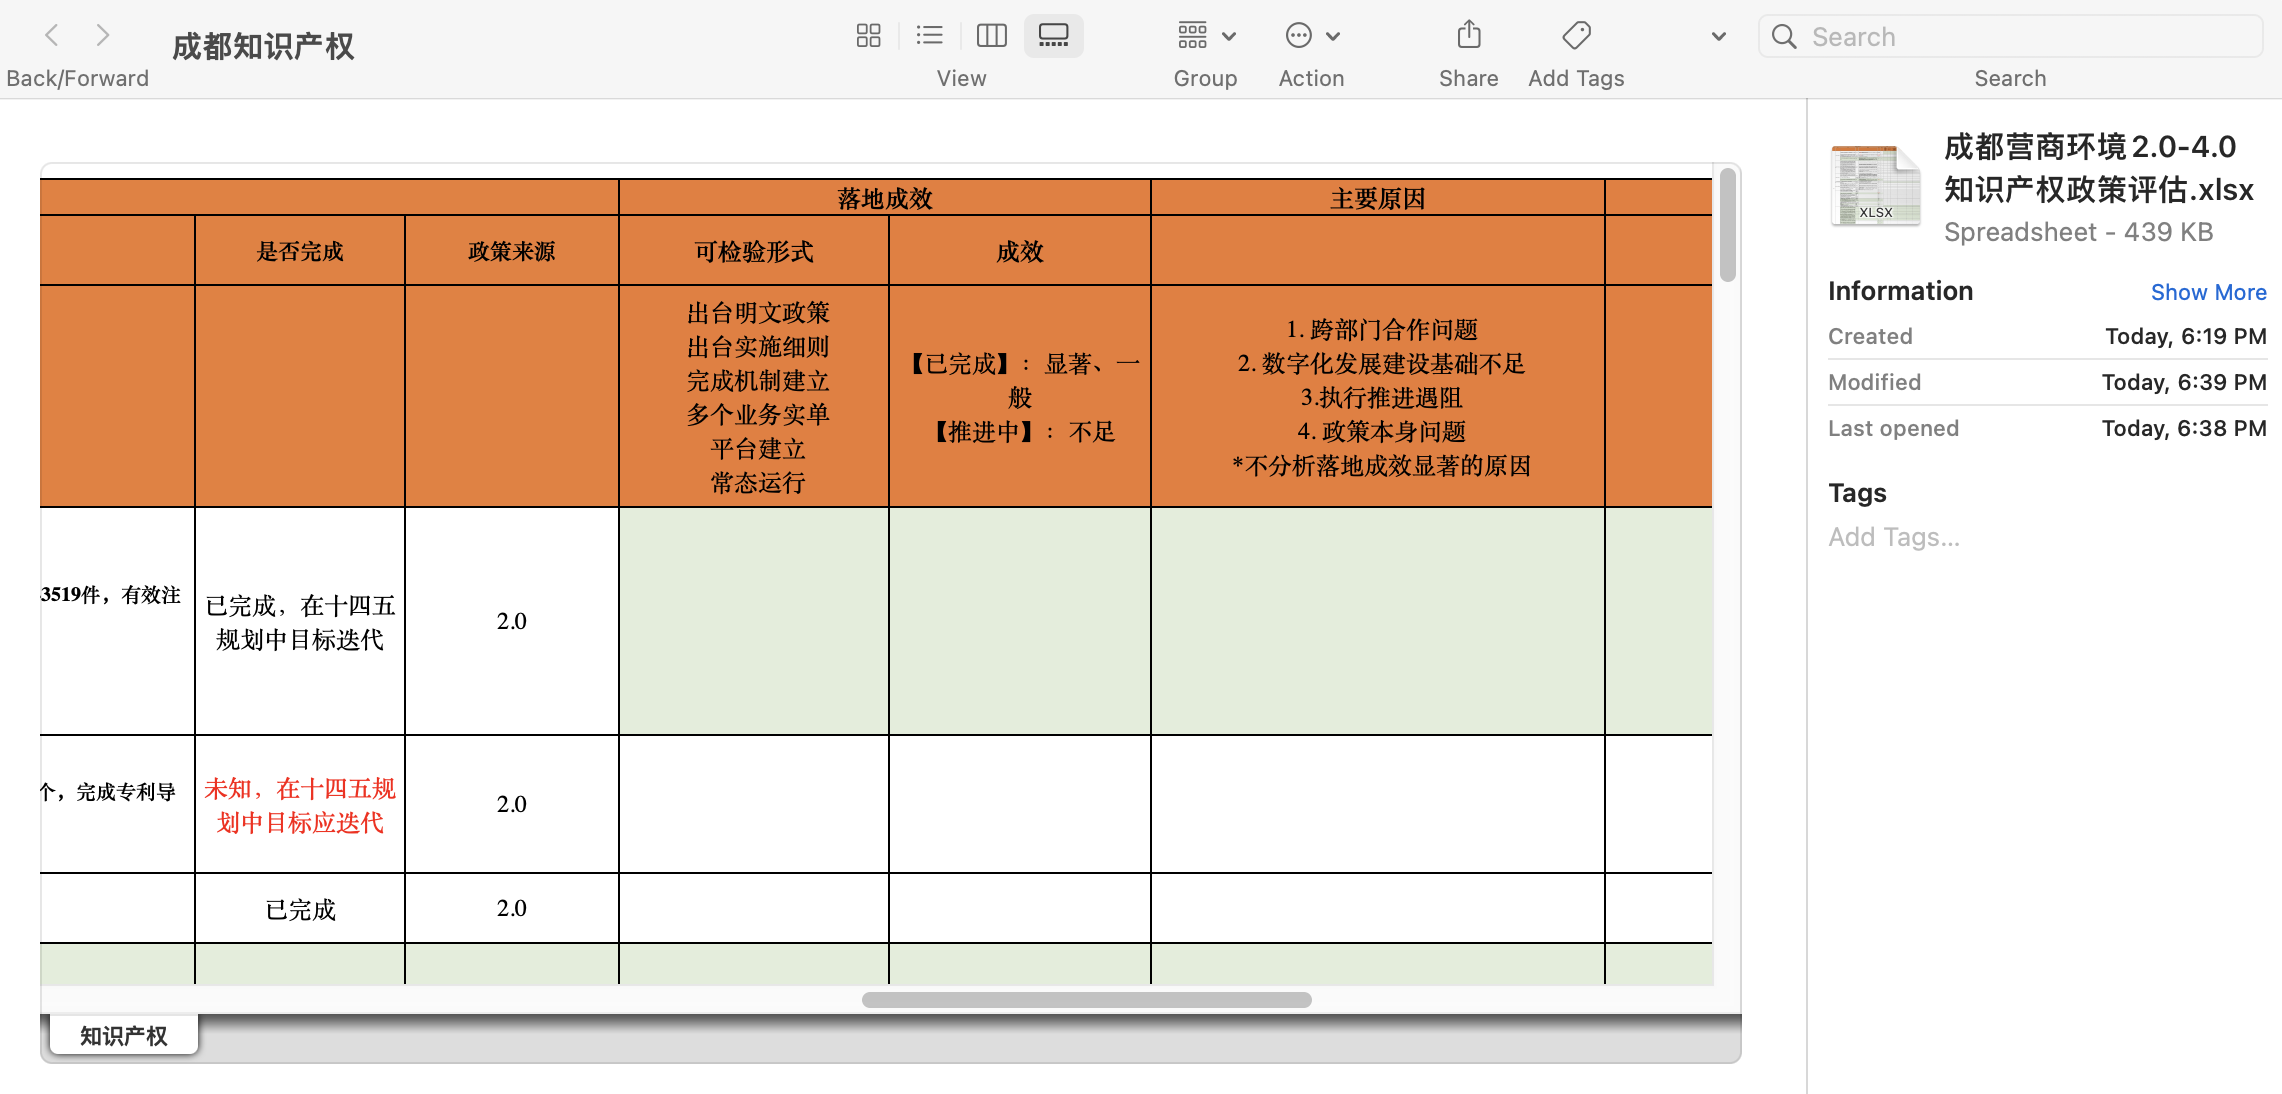 成都知识产权
Back/Forward
View
Group
Action
Share
Add Tags
Search
Search
落地成效
主要原因
是否完成
政策来源
可检验形式
成效
出台明文政策
出台实施细则
完成机制建立
多个业务实单
平台建立
常态运行
【已完成】：显著、一
般
【推进中】：不足
1. 跨部门合作问题
2. 数字化发展建设基础不足
3.执行推进遇阻
4. 政策本身问题
*不分析落地成效显著的原因
3519件，有效注
已完成，在十四五
规划中目标迭代
2.0
个，完成专利导
未知，在十四五规
划中目标应迭代
2.0
已完成
2.0
知识产权
XLSX
成都营商环境2.0-4.0
知识产权政策评估.xlsx
Spreadsheet - 439 KB
Information
Show More
Created
Today, 6:19 PM
Modified
Today, 6:39 PM
Last opened
Today, 6:38 PM
Tags
Add Tags...